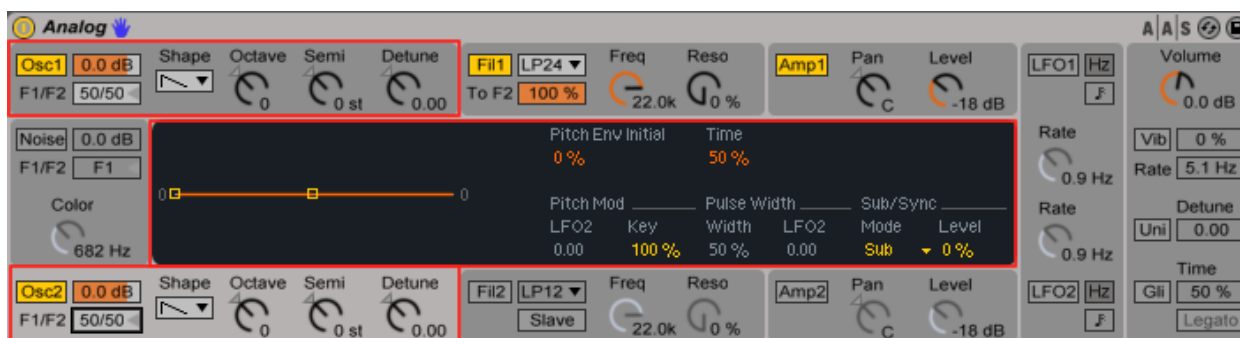 Analog
A|A|S
Osc1 0.0 dB Shape Octave Semi Detune
F1/F2 50/50 0 0 st 0.00
Fil1 LP24 Freq Reso
To F2 100 % 22.0k 0 %
Amp1 Pan Level
C -18 dB
LFO1 Hz
Volume
0.0 dB
Noise 0.0 dB
F1/F2 F1
Color
682 Hz
0 0
Pitch Env Initial Time
0 % 50 %
Pitch Mod Pulse Width Sub/Sync
LFO2 Key Width LFO2 Mode Level
0.00 100 % 50 % 0.00 Sub 0 %
Rate
0.9 Hz
Rate
0.9 Hz
Vib 0 %
Rate 5.1 Hz
Detune
Uni 0.00
Osc2 0.0 dB Shape Octave Semi Detune
F1/F2 50/50 0 0 st 0.00
Fil2 LP12 Freq Reso
Slave 22.0k 0 %
Amp2 Pan Level
C -18 dB
LFO2 Hz
Time
Gli 50 %
Legato